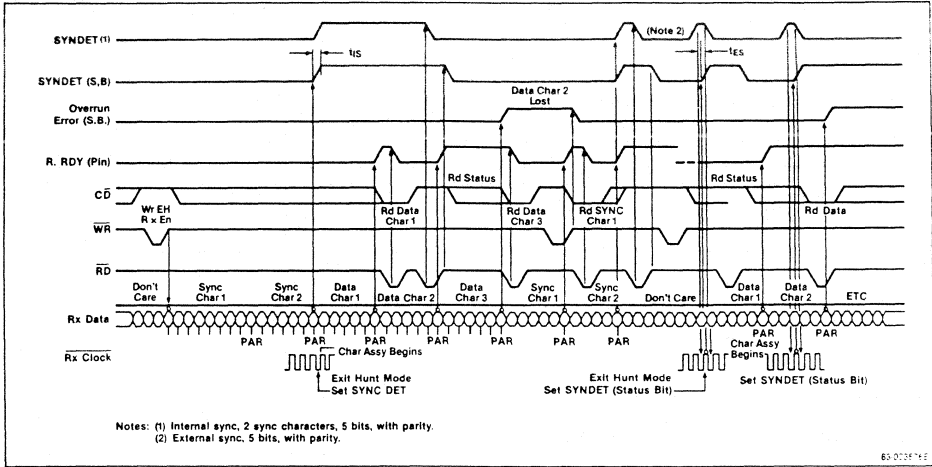 SYNDET (1)
tIS
(Note 2)
tES
SYNDET (S,B)
Data Char 2
Lost
Overrun
Error (S.B.)
R. RDY (Pin)
Rd Status
Rd Status
CD
Wr EH
R x En
Rd Data
Char 1
Rd Data
Char 3
Rd SYNC
Char 1
Rd Data
WR
RD
Don't
Care
Sync
Char 1
Sync
Char 2
Data
Char 1
Data
Char 2
Data
Char 3
Sync
Char 1
Sync
Char 2
Don't Care
Data
Char 1
Data
Char 2
ETC
Rx Data
PAR
PAR
PAR
PAR
PAR
PAR
PAR
PAR
PAR
Rx Clock
Char Assy Begins
Char Assy
Begins
Exit Hunt Mode
Set SYNC DET
Exit Hunt Mode
Set SYNDET (Status Bit)
Set SYNDET (Status Bit)
Notes: (1) Internal sync, 2 sync characters, 5 bits, with parity.
(2) External sync, 5 bits, with parity.